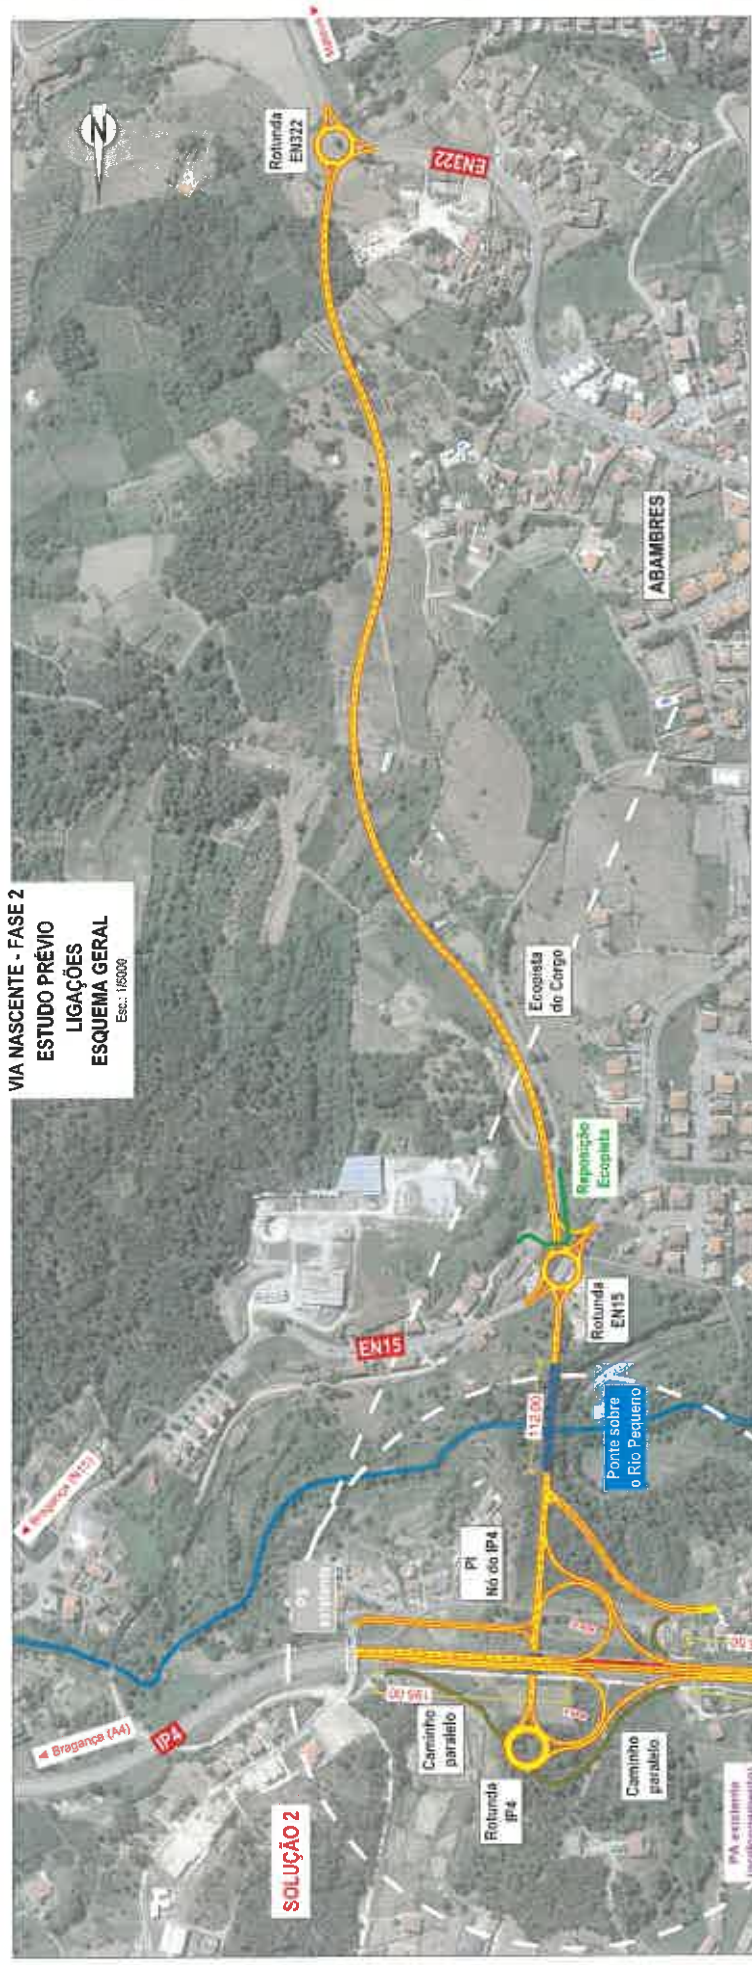 VIA NASCENTE - FASE 2
ESTUDO PRÉVIO
LIGAÇÕES
ESQUEMA GERAL
Esc.: 1/5000
SOLUÇÃO 2
Bragança (A4)
IP4
Bragança (N15)
EN15
Caminho
paralelo
Rotunda
IP4
Caminho
paralelo
PA existente
PI
Nó do IP4
112.00
Ponte sobre
o Rio Pequeno
Rotunda
EN15
Reposição
Ecopista
Ecopista
do Corgo
ABAMBRES
EN322
Rotunda
EN322
Mateus
N